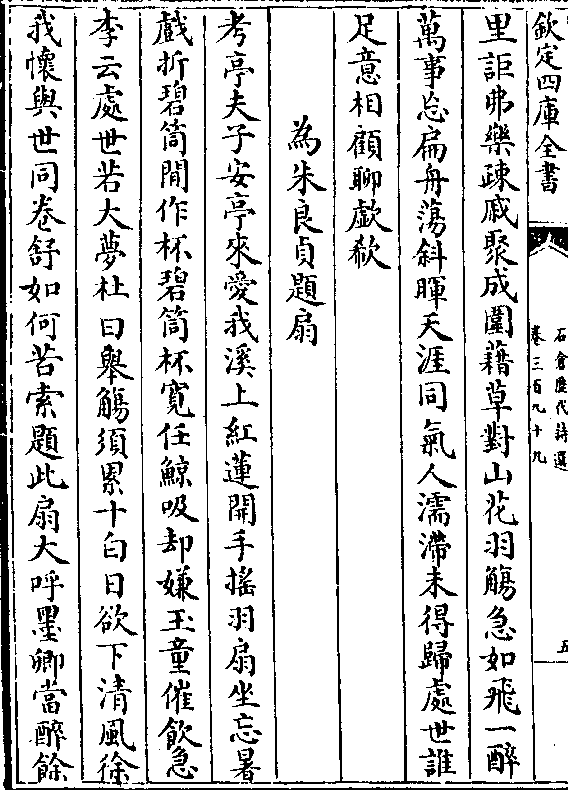 欽定四庫全書
石倉歷代詩選
卷三百九十九
五
里詎弗樂疎戚聚成圍藉草對山花羽觴急如飛一醉
萬事忘扁舟蕩斜暉天涯同氣人濡滯未得歸處世誰
足意相顧聊歔欷
為朱良貞題扇
考亭夫子安亭來愛我溪上紅蓮開手搖羽扇坐忘暑
戲折碧筒閒作杯碧筒杯寛任鯨吸却嫌玉童催飲急
李云處世若大夢杜曰舉觴須累十白日欲下清風徐
我懷與世同卷舒如何苦索題此扇大呼墨卿當醉餘